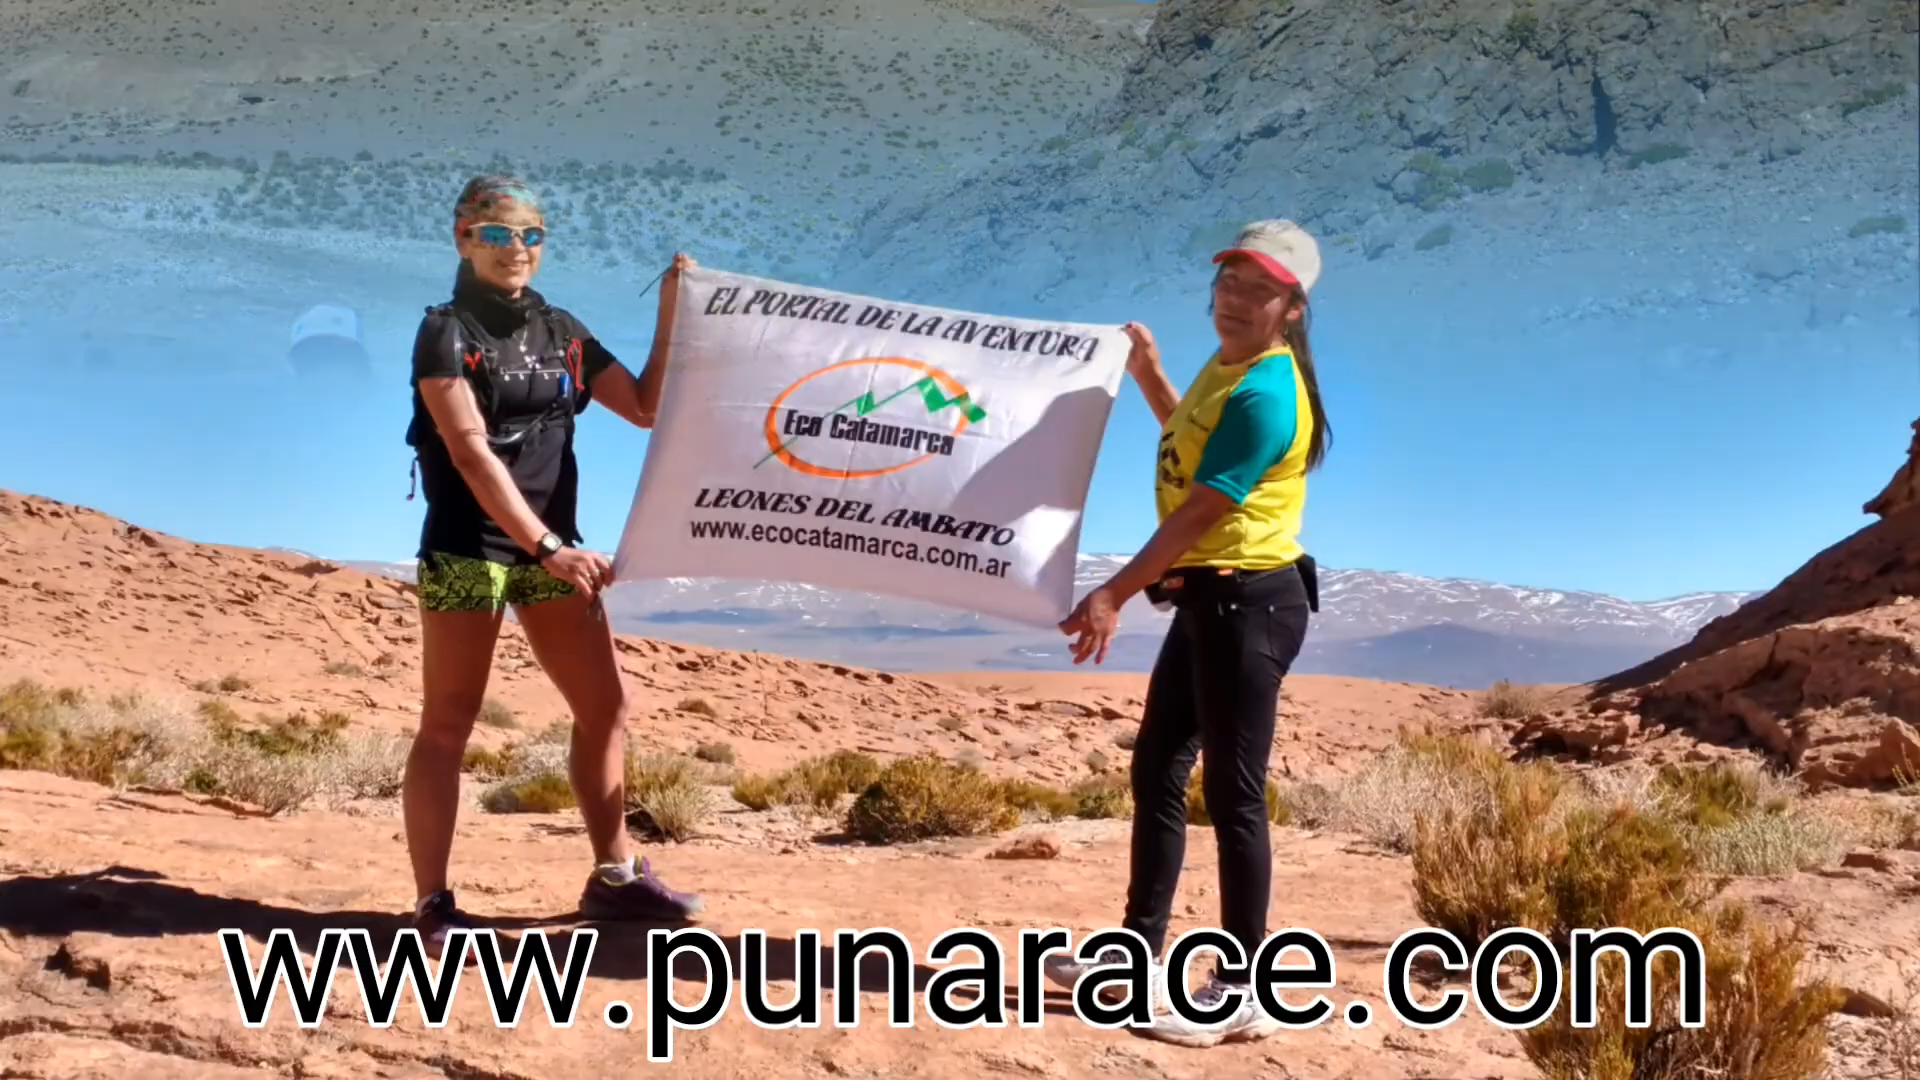 EL PORTAL DE LA AVENTURA
Eco Catamarca
LEONES DEL AMBATO
www.ecocatamarca.com.ar
www.punarace.com